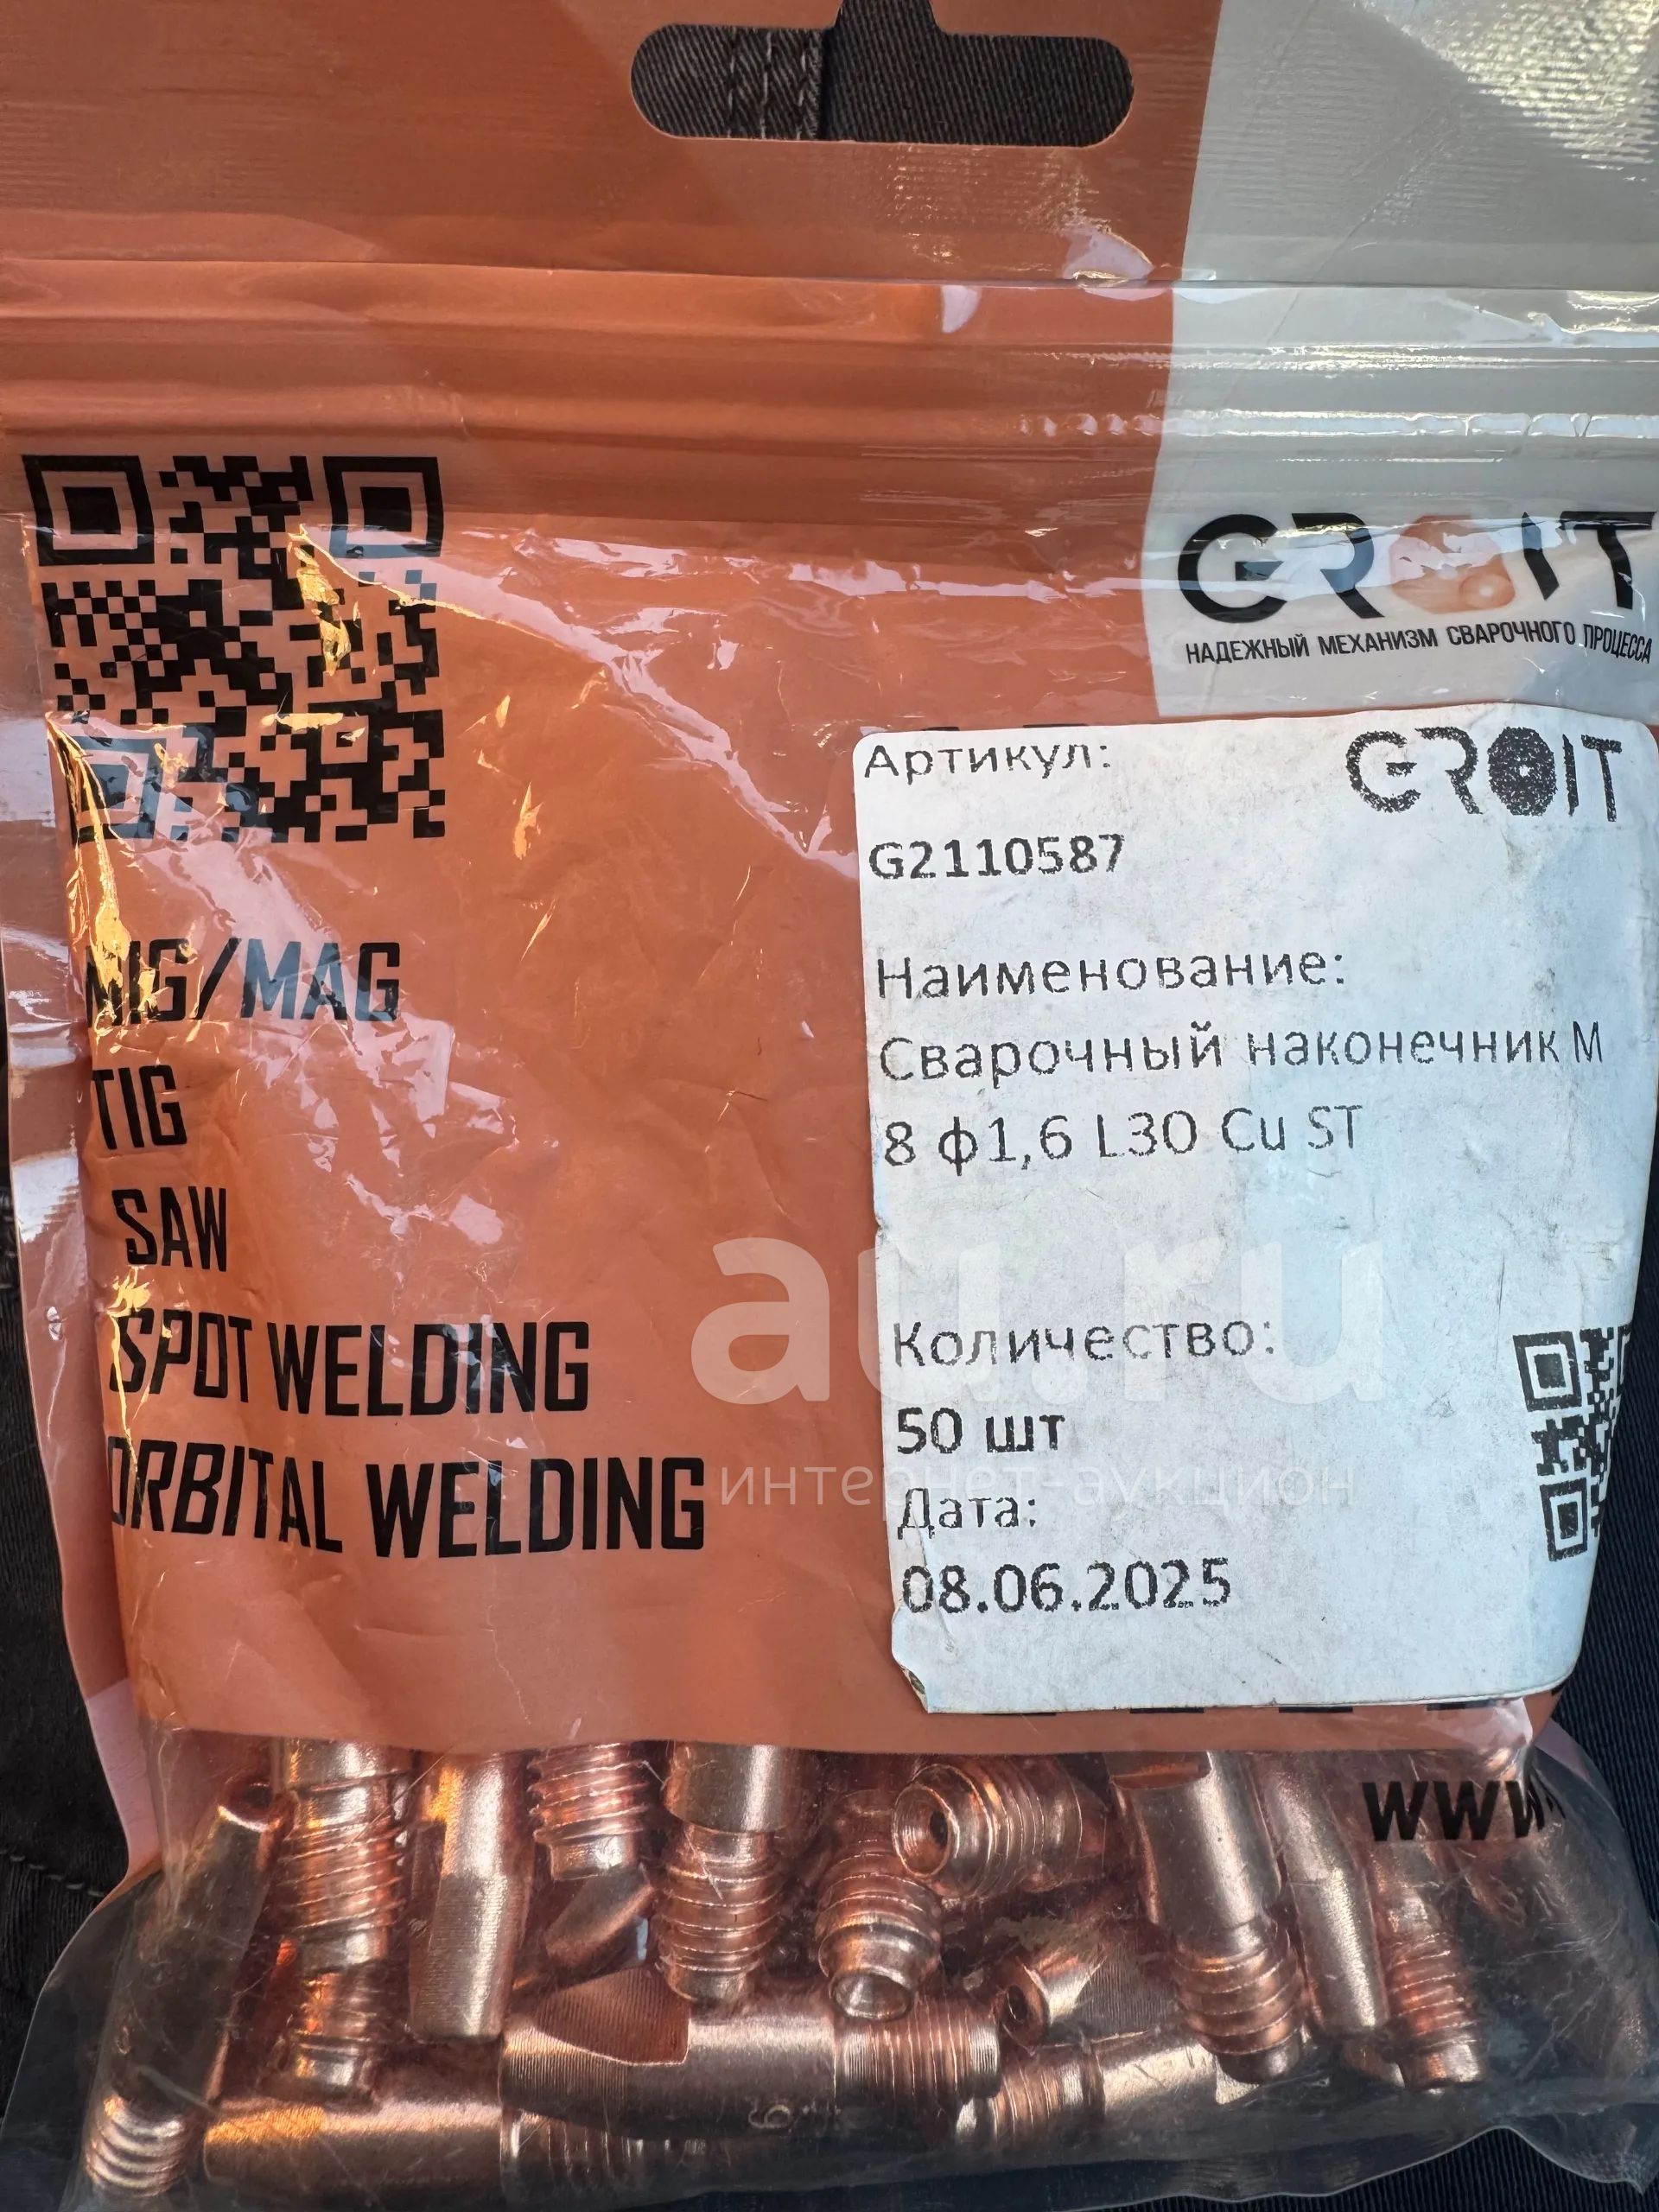 GROIT
НАДЕЖНЫЙ МЕХАНИЗМ СВАРОЧНОГО ПРОЦЕССА
MIG/MAG
TIG
SAW
SPOT WELDING
ORBITAL WELDING
Артикул:
GROIT
G2110587
Наименование:
Сварочный наконечник М
8 ф1,6 L30 Cu ST
Количество:
50 шт
Дата:
08.06.2025
au.ru
интернет-аукцион
www.